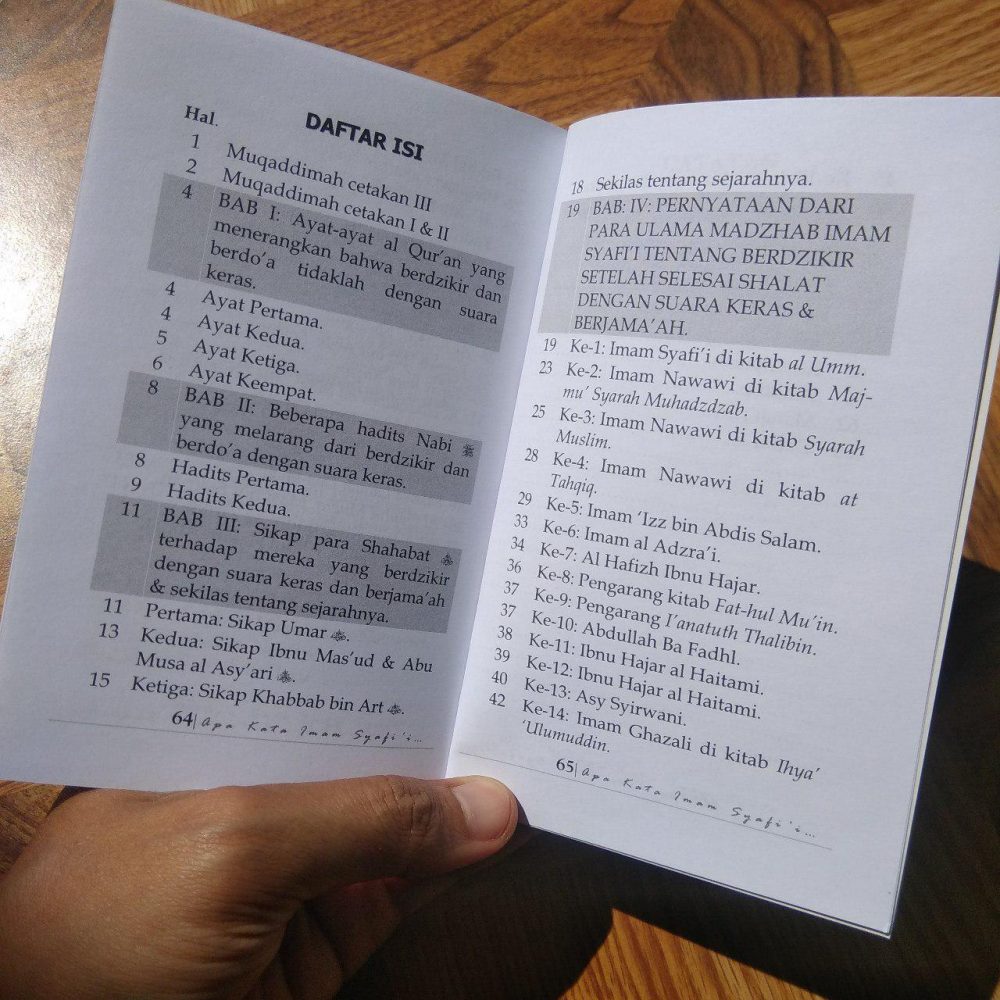 Hal.
DAFTAR ISI
1 Muqaddimah cetakan III
2 Muqaddimah cetakan I & II
4 BAB I: Ayat-ayat al Qur'an yang
menerangkan bahwa berdzikir dan
berdo'a tidaklah dengan suara
keras.
4 Ayat Pertama.
4 Ayat Kedua.
5 Ayat Ketiga.
6 Ayat Keempat.
8 BAB II: Beberapa hadits Nabi ﷺ
yang melarang dari berdzikir dan
berdo'a dengan suara keras.
8 Hadits Pertama.
9 Hadits Kedua.
11 BAB III: Sikap para Shahabat
terhadap mereka yang berdzikir
dengan suara keras dan berjama'ah
& sekilas tentang sejarahnya.
11 Pertama: Sikap Umar.
13 Kedua: Sikap Ibnu Mas'ud & Abu
Musa al Asy'ari.
15 Ketiga: Sikap Khabbab bin Art.
64| Apa Kata Imam Syafi'i...
18 Sekilas tentang sejarahnya.
19 BAB: IV: PERNYATAAN DARI
PARA ULAMA MADZHAB IMAM
SYAFI'I TENTANG BERDZIKIR
SETELAH SELESAI SHALAT
DENGAN SUARA KERAS &
BERJAMA'AH.
19 Ke-1: Imam Syafi'i di kitab al Umm.
23 Ke-2: Imam Nawawi di kitab Maj-
mu' Syarah Muhadzdzab.
25 Ke-3: Imam Nawawi di kitab Syarah
Muslim.
28 Ke-4: Imam Nawawi di kitab at
Tahqiq.
29 Ke-5: Imam 'Izz bin Abdis Salam.
33 Ke-6: Imam al Adzra'i.
34 Ke-7: Al Hafizh Ibnu Hajar.
36 Ke-8: Pengarang kitab Fat-hul Mu'in.
37 Ke-9: Pengarang I'anatuth Thalibin.
37 Ke-10: Abdullah Ba Fadhl.
38 Ke-11: Ibnu Hajar al Haitami.
39 Ke-12: Ibnu Hajar al Haitami.
40 Ke-13: Asy Syirwani.
42 Ke-14: Imam Ghazali di kitab Ihya'
'Ulumuddin.
65| Apa Kata Imam Syafi'i...